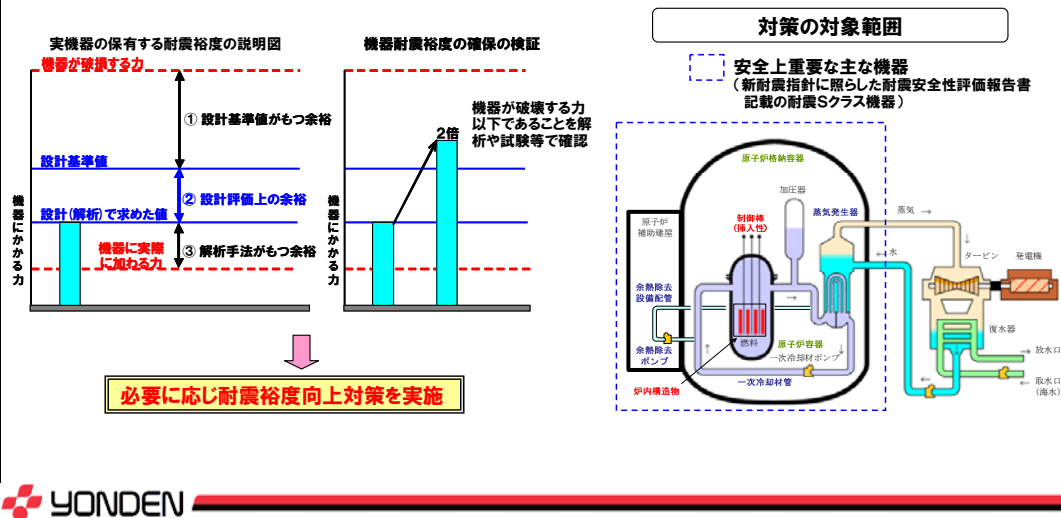 対策の対象範囲
実機器の保有する耐震裕度の説明図
機器が破損する力
① 設計基準値がもつ余裕
設計基準値
② 設計評価上の余裕
設計(解析)で求めた値
機器に実際
に加わる力
③ 解析手法がもつ余裕
機器にかかる力
機器耐震裕度の確保の検証
機器が破壊する力
以下であることを解
析や試験等で確認
2倍
機器にかかる力
必要に応じ耐震裕度向上対策を実施
安全上重要な主な機器
(新耐震指針に照らした耐震安全性評価報告書
記載の耐震Sクラス機器)
原子炉格納容器
加圧器
制御棒
(挿入性)
蒸気発生器
蒸気 →
原子炉
補助建屋
↓
← 水
タービン
発電機
余熱除去
設備配管
→
復水器
余熱除去
ポンプ
燃料
原子炉容器
一次冷却材ポンプ
↑
↓
放水口
→
一次冷却材管
炉内構造物
←
← 取水口
(海水)
YONDEN